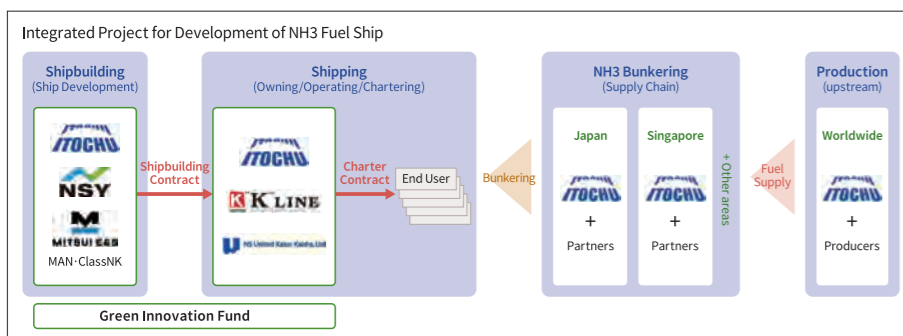 Integrated Project for Development of NH3 Fuel Ship
Shipbuilding
(Ship Development)
ITOCHU
NSY
MITSUI E&S
MAN·ClassNK
Shipbuilding
Contract
Shipping
(Owning/Operating/Chartering)
ITOCHU
K "K" LINE
NS United Kaiun Kaisha, Ltd
Charter
Contract
End User
Bunkering
NH3 Bunkering
(Supply Chain)
Japan
ITOCHU
+
Partners
Singapore
ITOCHU
+
Partners
+ Other areas
Fuel
Supply
Production
(upstream)
Worldwide
ITOCHU
+
Producers
Green Innovation Fund